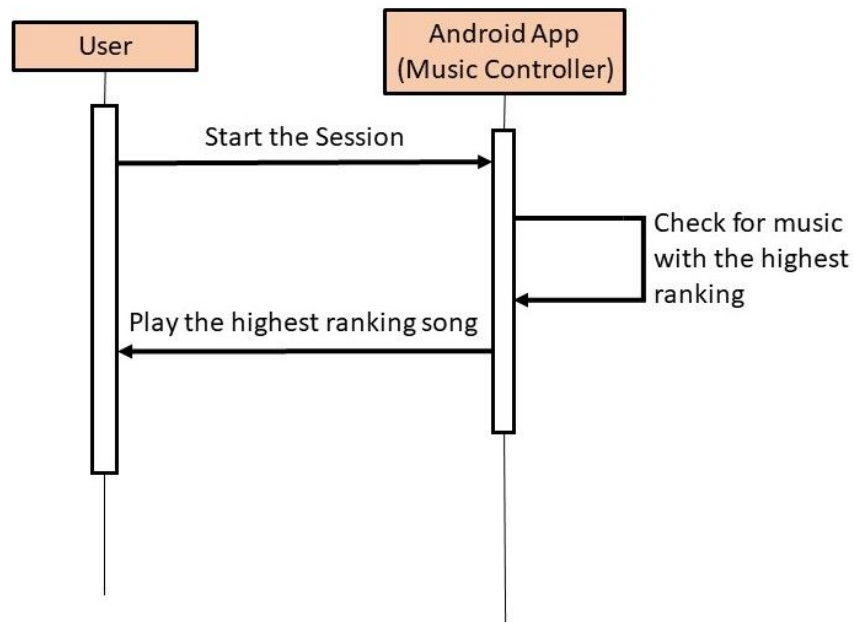 User
Android App
(Music Controller)
Start the Session
Check for music
with the highest
ranking
Play the highest ranking song